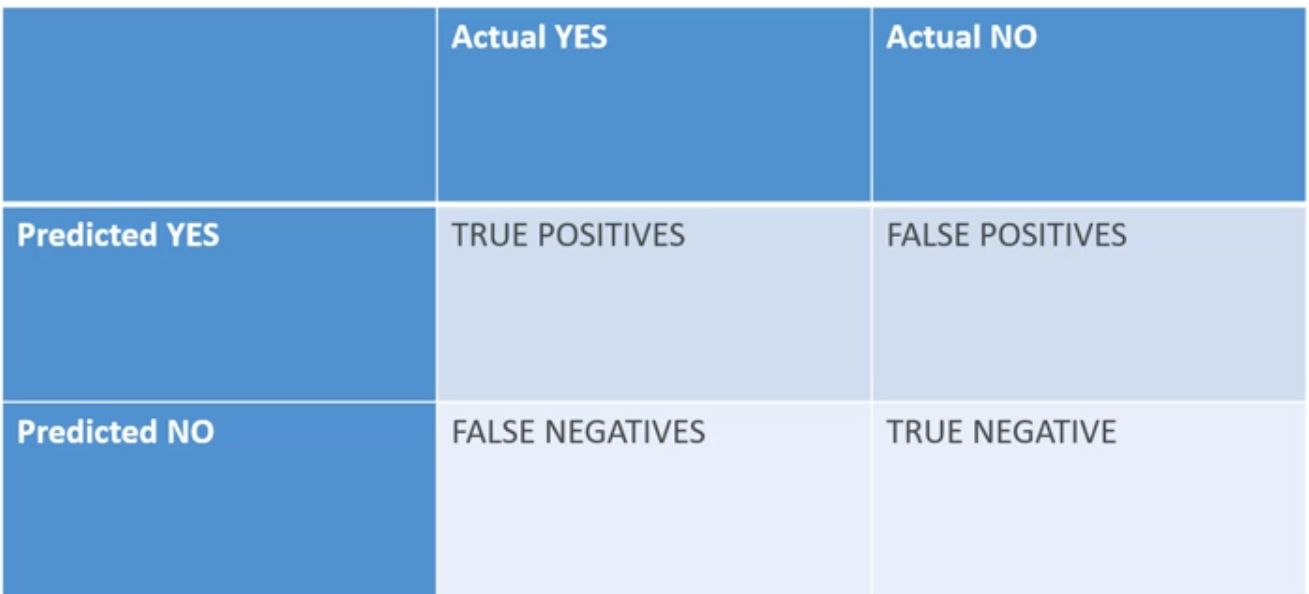 Actual YES
Actual NO
Predicted YES
TRUE POSITIVES
FALSE POSITIVES
Predicted NO
FALSE NEGATIVES
TRUE NEGATIVE